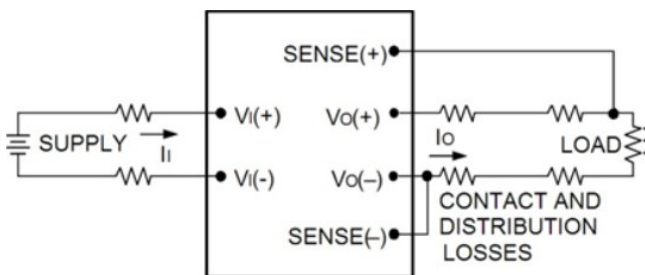 SENSE(+)
VI(+)
VO(+)
SUPPLY
II
IO
LOAD
VI(-)
VO(–)
CONTACT AND
DISTRIBUTION
LOSSES
SENSE(–)